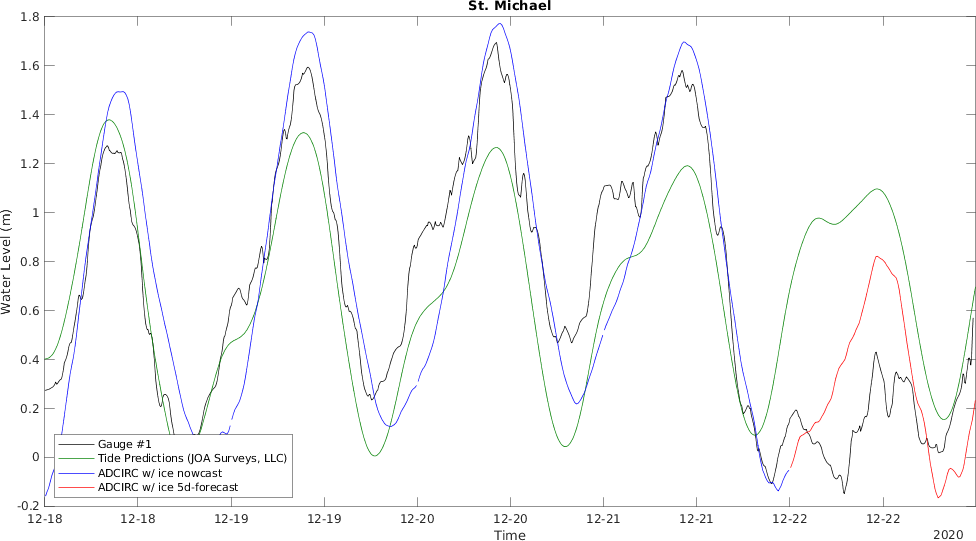 St. Michael
Water Level (m)
1.8
1.6
1.4
1.2
1
0.8
0.6
0.4
0.2
0
-0.2
Gauge #1
Tide Predictions (JOA Surveys, LLC)
ADCIRC w/ ice nowcast
ADCIRC w/ ice 5d-forecast
12-18 12-18 12-19 12-19 12-20 12-20 12-21 12-21 12-22 12-22
Time
2020